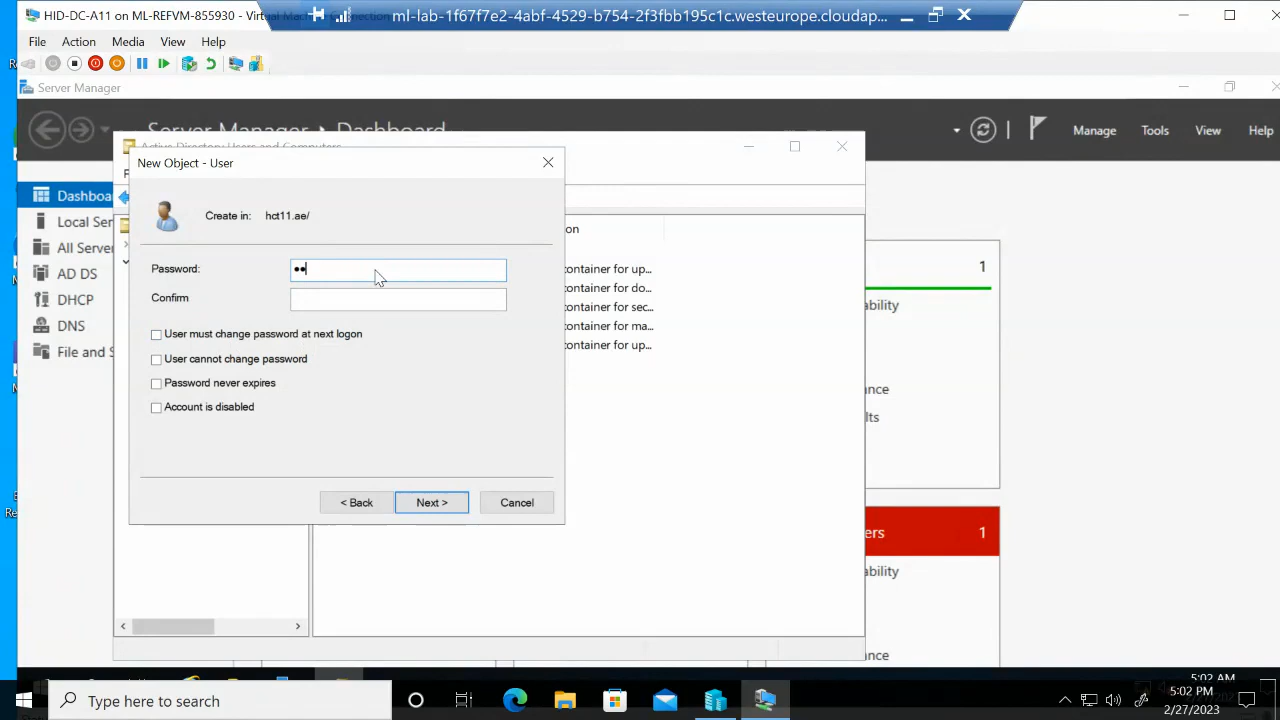 HID-DC-A11 on ML-REFVM-855930 - Virtual Machine Connection
ml-lab-1f67f7e2-4abf-4529-b754-2f3fbb195c1c.westeurope.cloudap...
File Action Media View Help
Server Manager
Server Manager ▸ Dashboard
Manage Tools View Help
Active Directory Users and Computers
New Object - User
Create in: hct11.ae/
Password:
Confirm
User must change password at next logon
User cannot change password
Password never expires
Account is disabled
< Back Next > Cancel
Dashboa
Local Ser
All Server
AD DS
DHCP
DNS
File and S
on
container for up...
container for do...
container for sec...
container for ma...
container for up...
1
ability
nce
lts
ers 1
ability
nce
5:02 AM
Type here to search
5:02 PM
2/27/2023